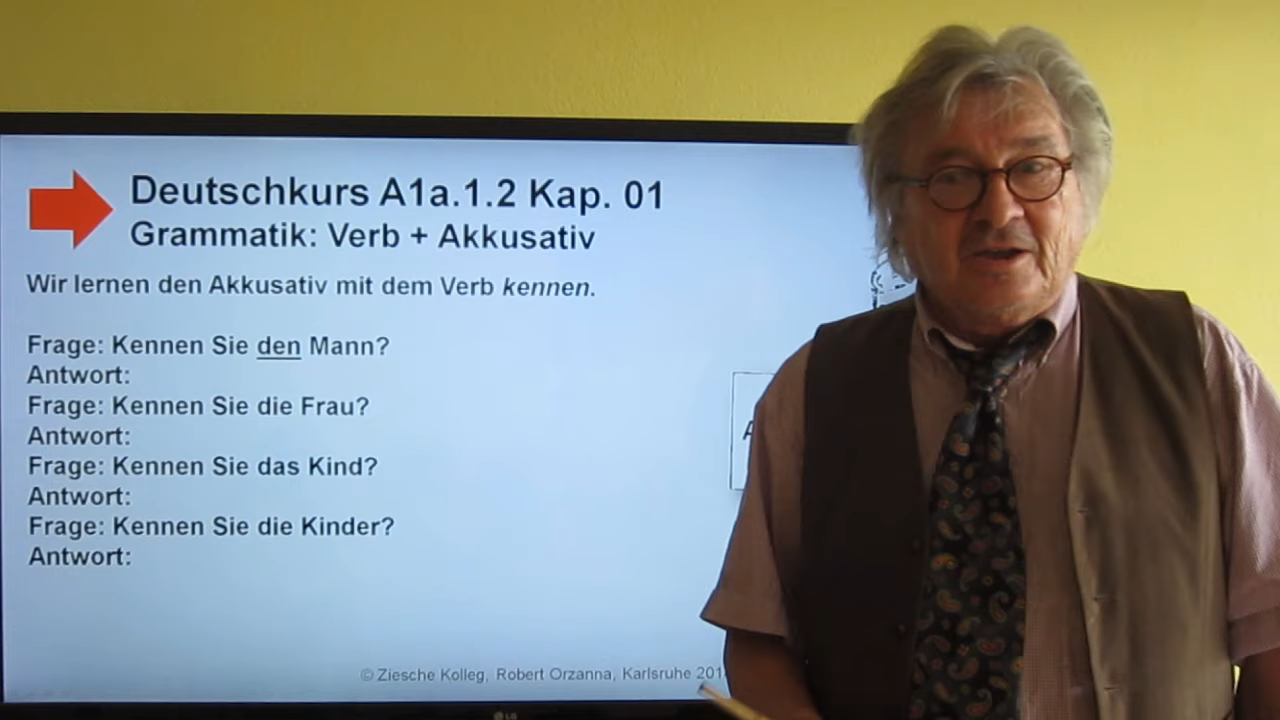 Deutschkurs A1a.1.2 Kap. 01
Grammatik: Verb + Akkusativ
Wir lernen den Akkusativ mit dem Verb kennen.
Frage: Kennen Sie den Mann?
Antwort:
Frage: Kennen Sie die Frau?
Antwort:
Frage: Kennen Sie das Kind?
Antwort:
Frage: Kennen Sie die Kinder?
Antwort:
© Ziesche Kolleg, Robert Orzanna, Karlsruhe 201
LG